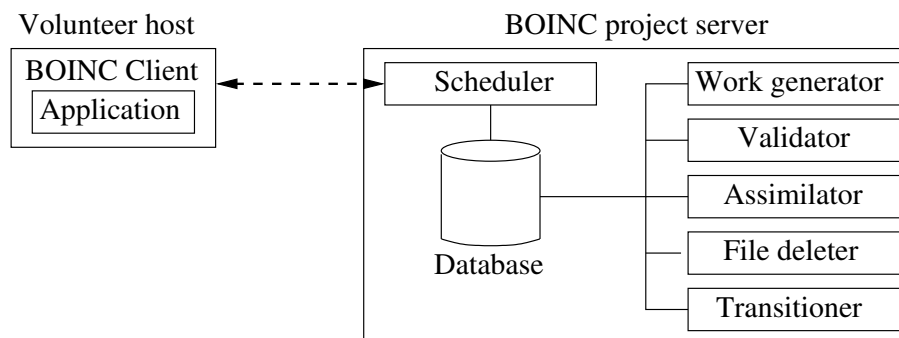 Volunteer host
BOINC Client
Application
BOINC project server
Scheduler
Database
Work generator
Validator
Assimilator
File deleter
Transitioner